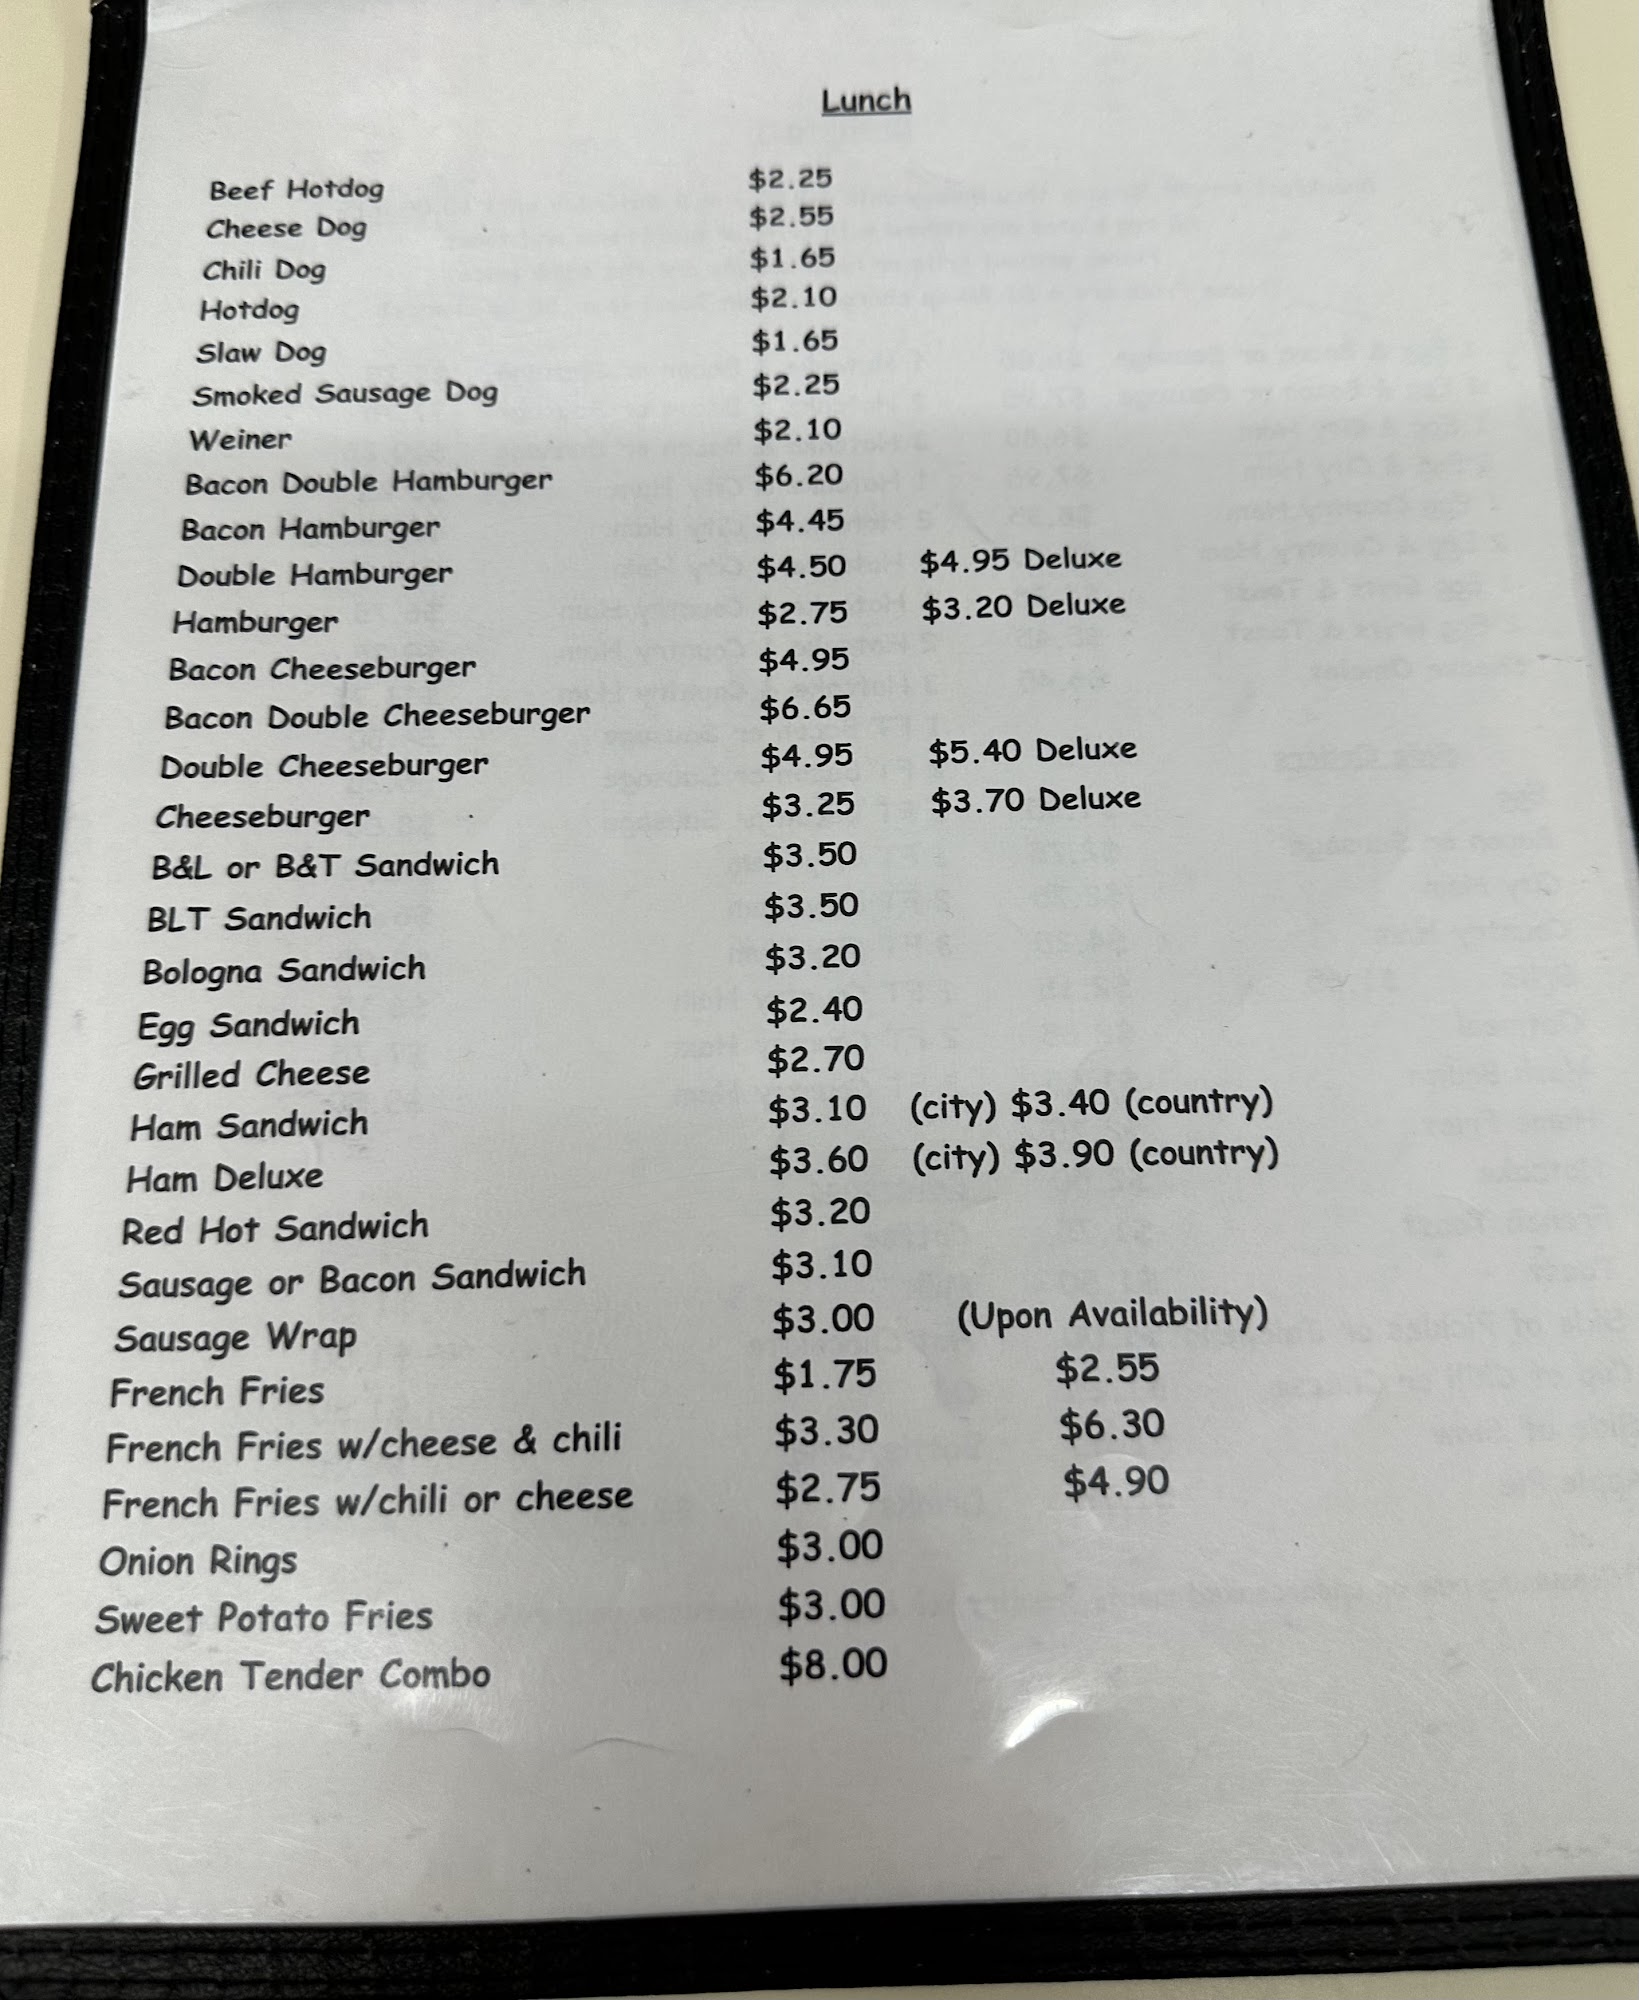 Lunch
Beef Hotdog $2.25
Cheese Dog $2.55
Chili Dog $1.65
Hotdog $2.10
Slaw Dog $1.65
Smoked Sausage Dog $2.25
Weiner $2.10
Bacon Double Hamburger $6.20
Bacon Hamburger $4.45
Double Hamburger $4.50 $4.95 Deluxe
Hamburger $2.75 $3.20 Deluxe
Bacon Cheeseburger $4.95
Bacon Double Cheeseburger $6.65
Double Cheeseburger $4.95 $5.40 Deluxe
Cheeseburger $3.25 $3.70 Deluxe
B&L or B&T Sandwich $3.50
BLT Sandwich $3.50
Bologna Sandwich $3.20
Egg Sandwich $2.40
Grilled Cheese $2.70
Ham Sandwich $3.10 (city) $3.40 (country)
Ham Deluxe $3.60 (city) $3.90 (country)
Red Hot Sandwich $3.20
Sausage or Bacon Sandwich $3.10
Sausage Wrap $3.00 (Upon Availability)
French Fries $1.75 $2.55
French Fries w/cheese & chili $3.30 $6.30
French Fries w/chili or cheese $2.75 $4.90
Onion Rings $3.00
Sweet Potato Fries $3.00
Chicken Tender Combo $8.00